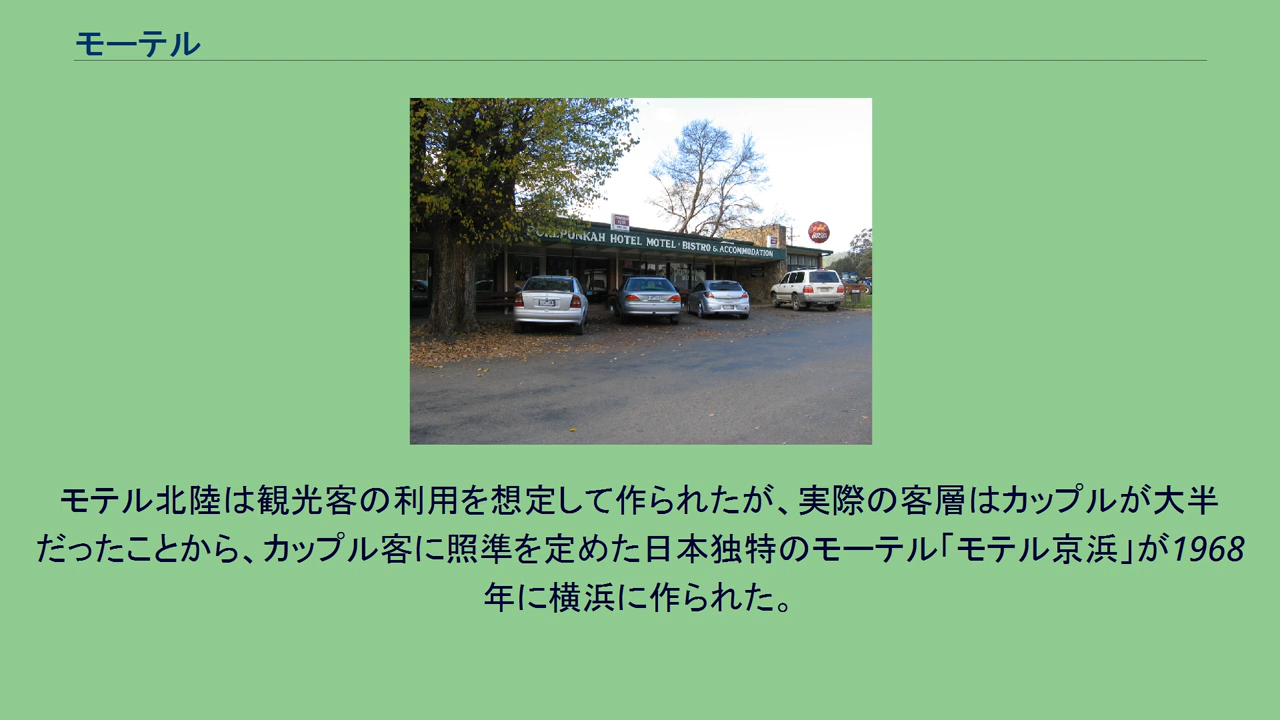 モーテル
PUNKAH HOTEL MOTEL · BISTRO & ACCOMMODATION
モテル北陸は観光客の利用を想定して作られたが、実際の客層はカップルが大半
だったことから、カップル客に照準を定めた日本独特のモーテル「モテル京浜」が1968
年に横浜に作られた。